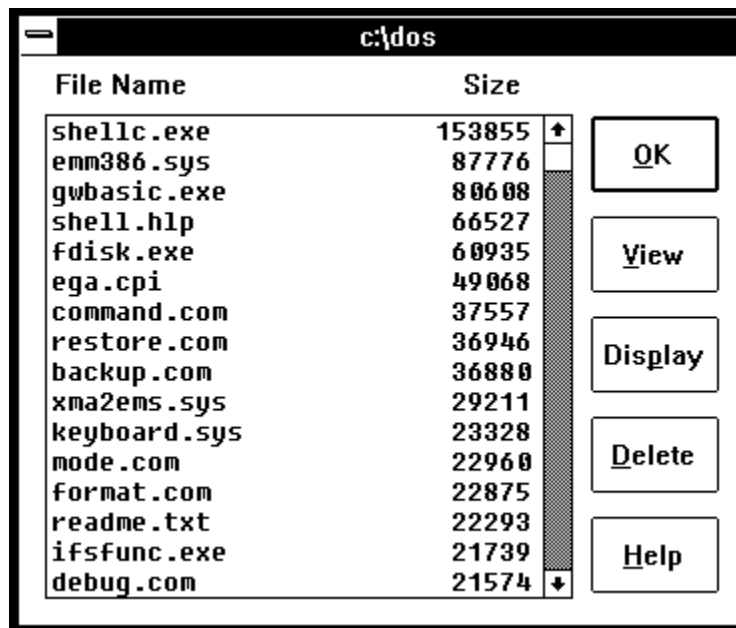 c:\dos
File Name Size
shellc.exe 153855
emm386.sys 87776
gwbasic.exe 80608
shell.hlp 66527
fdisk.exe 60935
ega.cpi 49068
command.com 37557
restore.com 36946
backup.com 36880
xma2ems.sys 29211
keyboard.sys 23328
mode.com 22960
format.com 22875
readme.txt 22293
ifsfunc.exe 21739
debug.com 21574
OK
View
Display
Delete
Help